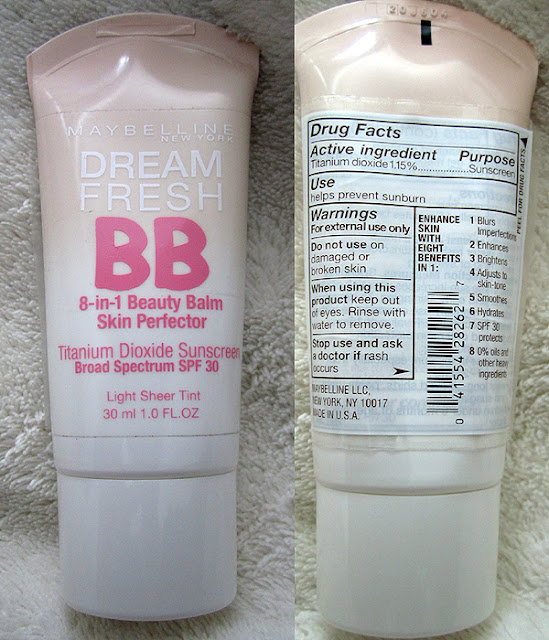 MAYBELLINE
NEW YORK
DREAM
FRESH
BB
8-in-1 Beauty Balm
Skin Perfector
Titanium Dioxide Sunscreen
Broad Spectrum SPF 30
Light Sheer Tint
30 ml 1.0 FL.OZ
Drug Facts
Active ingredient Purpose
Titanium dioxide 1.15%..................Sunscreen
Use
helps prevent sunburn
Warnings
For external use only
Do not use on
damaged or
broken skin
When using this
product keep out
of eyes. Rinse with
water to remove.
Stop use and ask
a doctor if rash
occurs
MAYBELLINE LLC,
NEW YORK, NY 10017
MADE IN U.S.A.
ENHANCE
SKIN
WITH
EIGHT
BENEFITS
IN 1:
1 Blurs
Imperfections
2 Enhances
3 Brightens
4 Adjusts to
skin-tone
5 Smoothes
6 Hydrates
7 SPF 30
protects
8 0% oils and
other heavy
ingredients
0 41554 28262 7
PEEL FOR DRUG FACTS